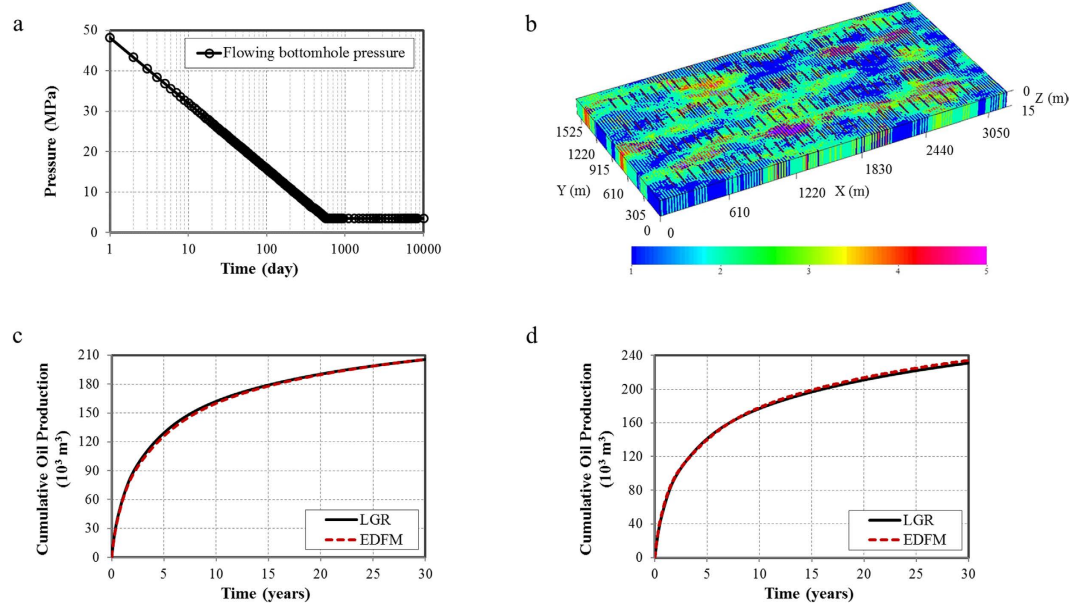 a
50
40
30
20
10
0
Pressure (MPa)
Flowing bottomhole pressure
1
10
100
1000
10000
Time (day)
b
0
Z (m)
15
3050
2440
1830
X (m)
1220
610
0
1525
1220
915
Y (m)
610
305
0
1
2
3
4
5
c
210
180
150
120
90
60
30
0
Cumulative Oil Production
(10³ m³)
LGR
EDFM
0
5
10
15
20
25
30
Time (years)
d
240
200
160
120
80
40
0
Cumulative Oil Production
(10³ m³)
LGR
EDFM
0
5
10
15
20
25
30
Time (years)